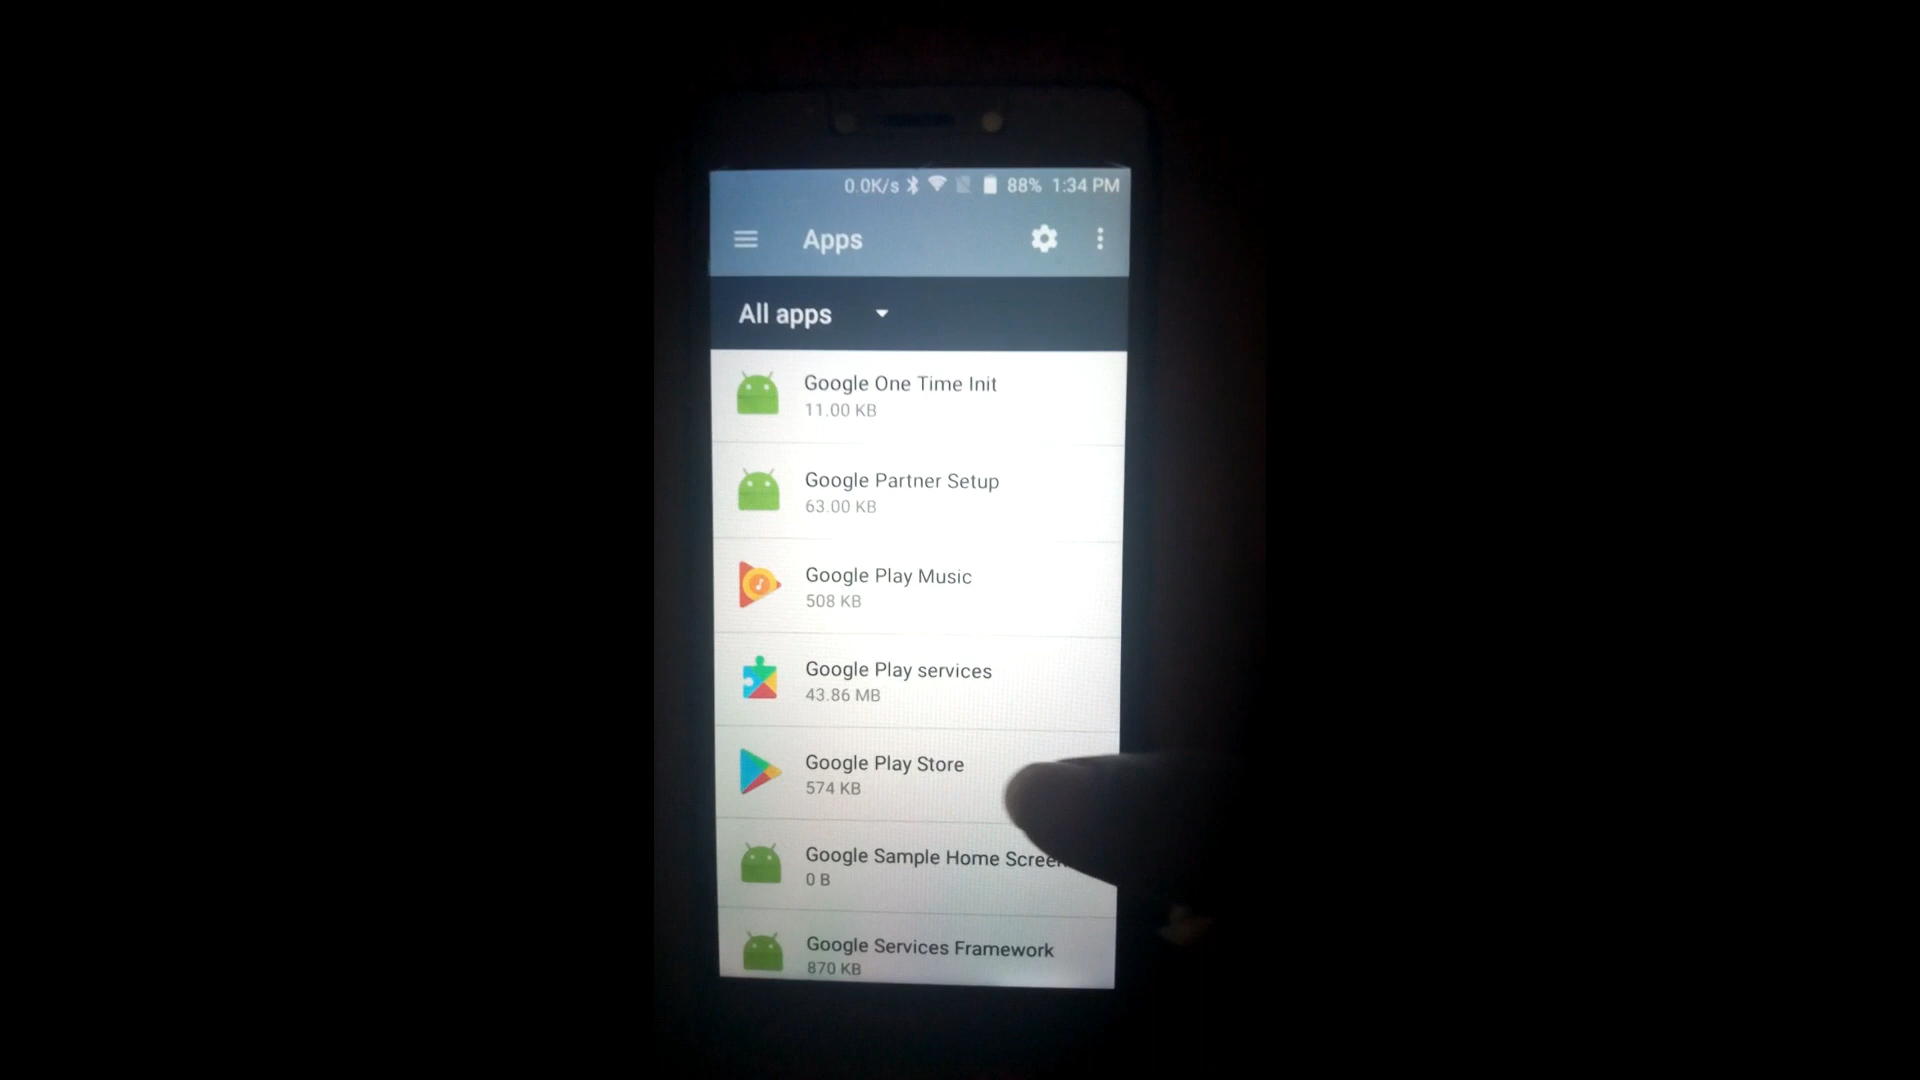 0.0K/s 88% 1:34 PM
Apps
All apps
Google One Time Init
11.00 KB
Google Partner Setup
63.00 KB
Google Play Music
508 KB
Google Play services
43.86 MB
Google Play Store
574 KB
Google Sample Home Screen
0 B
Google Services Framework
870 KB